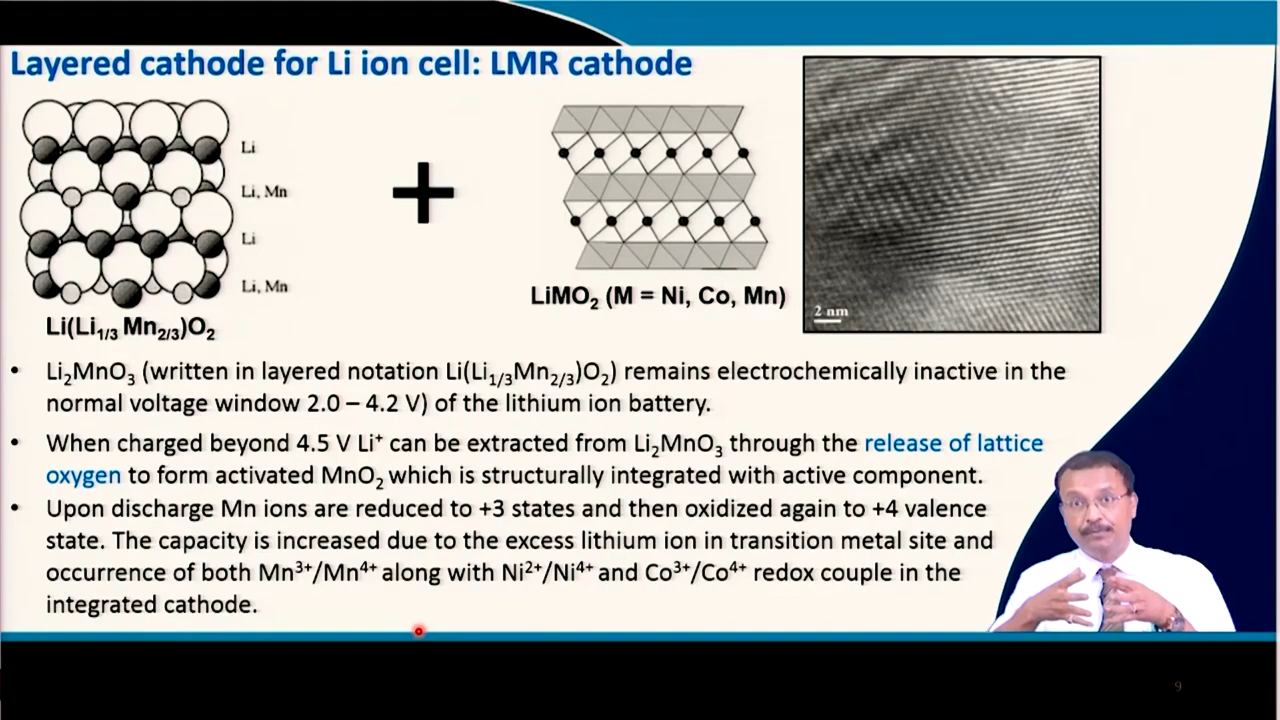 Layered cathode for Li ion cell: LMR cathode
Li
Li, Mn
Li
Li, Mn
Li(Li1/3 Mn2/3)O2
+
LiMO2 (M = Ni, Co, Mn)
2 nm
• Li2MnO3 (written in layered notation Li(Li1/3Mn2/3)O2) remains electrochemically inactive in the
normal voltage window 2.0 – 4.2 V) of the lithium ion battery.
• When charged beyond 4.5 V Li⁺ can be extracted from Li2MnO3 through the release of lattice
oxygen to form activated MnO2 which is structurally integrated with active component.
• Upon discharge Mn ions are reduced to +3 states and then oxidized again to +4 valence
state. The capacity is increased due to the excess lithium ion in transition metal site and
occurrence of both Mn³⁺/Mn⁴⁺ along with Ni²⁺/Ni⁴⁺ and Co³⁺/Co⁴⁺ redox couple in the
integrated cathode.
9